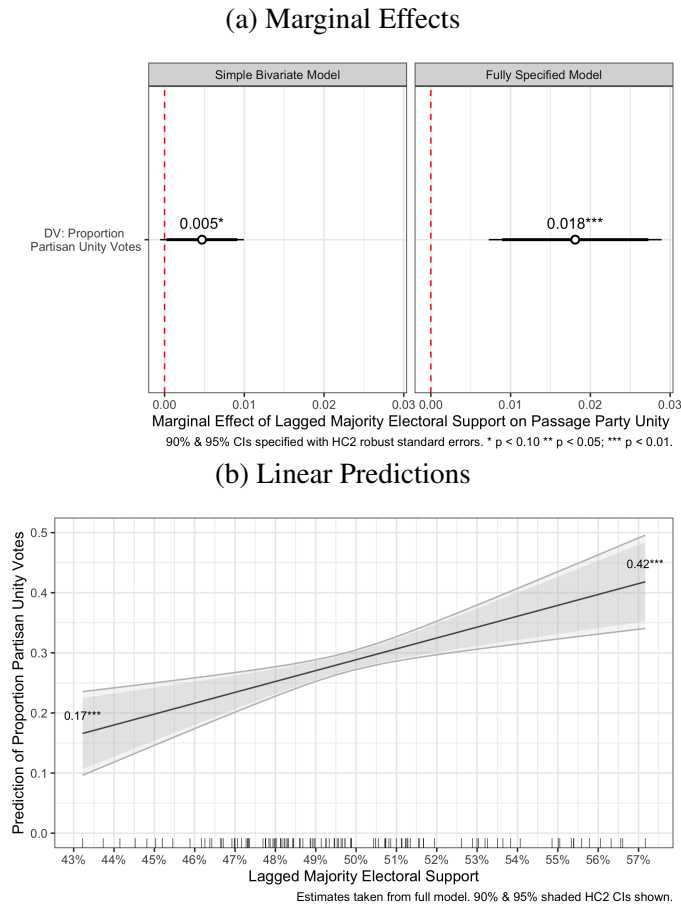 (a) Marginal Effects
Simple Bivariate Model
Fully Specified Model
0.005*
0.018***
DV: Proportion
Partisan Unity Votes
0.00 0.01 0.02 0.03 0.00 0.01 0.02 0.03
Marginal Effect of Lagged Majority Electoral Support on Passage Party Unity
90% & 95% CIs specified with HC2 robust standard errors. * p < 0.10 ** p < 0.05; *** p < 0.01.
(b) Linear Predictions
Prediction of Proportion Partisan Unity Votes
0.5
0.4
0.3
0.2
0.1
0.0
0.42***
0.17***
43% 44% 45% 46% 47% 48% 49% 50% 51% 52% 53% 54% 55% 56% 57%
Lagged Majority Electoral Support
Estimates taken from full model. 90% & 95% shaded HC2 CIs shown.